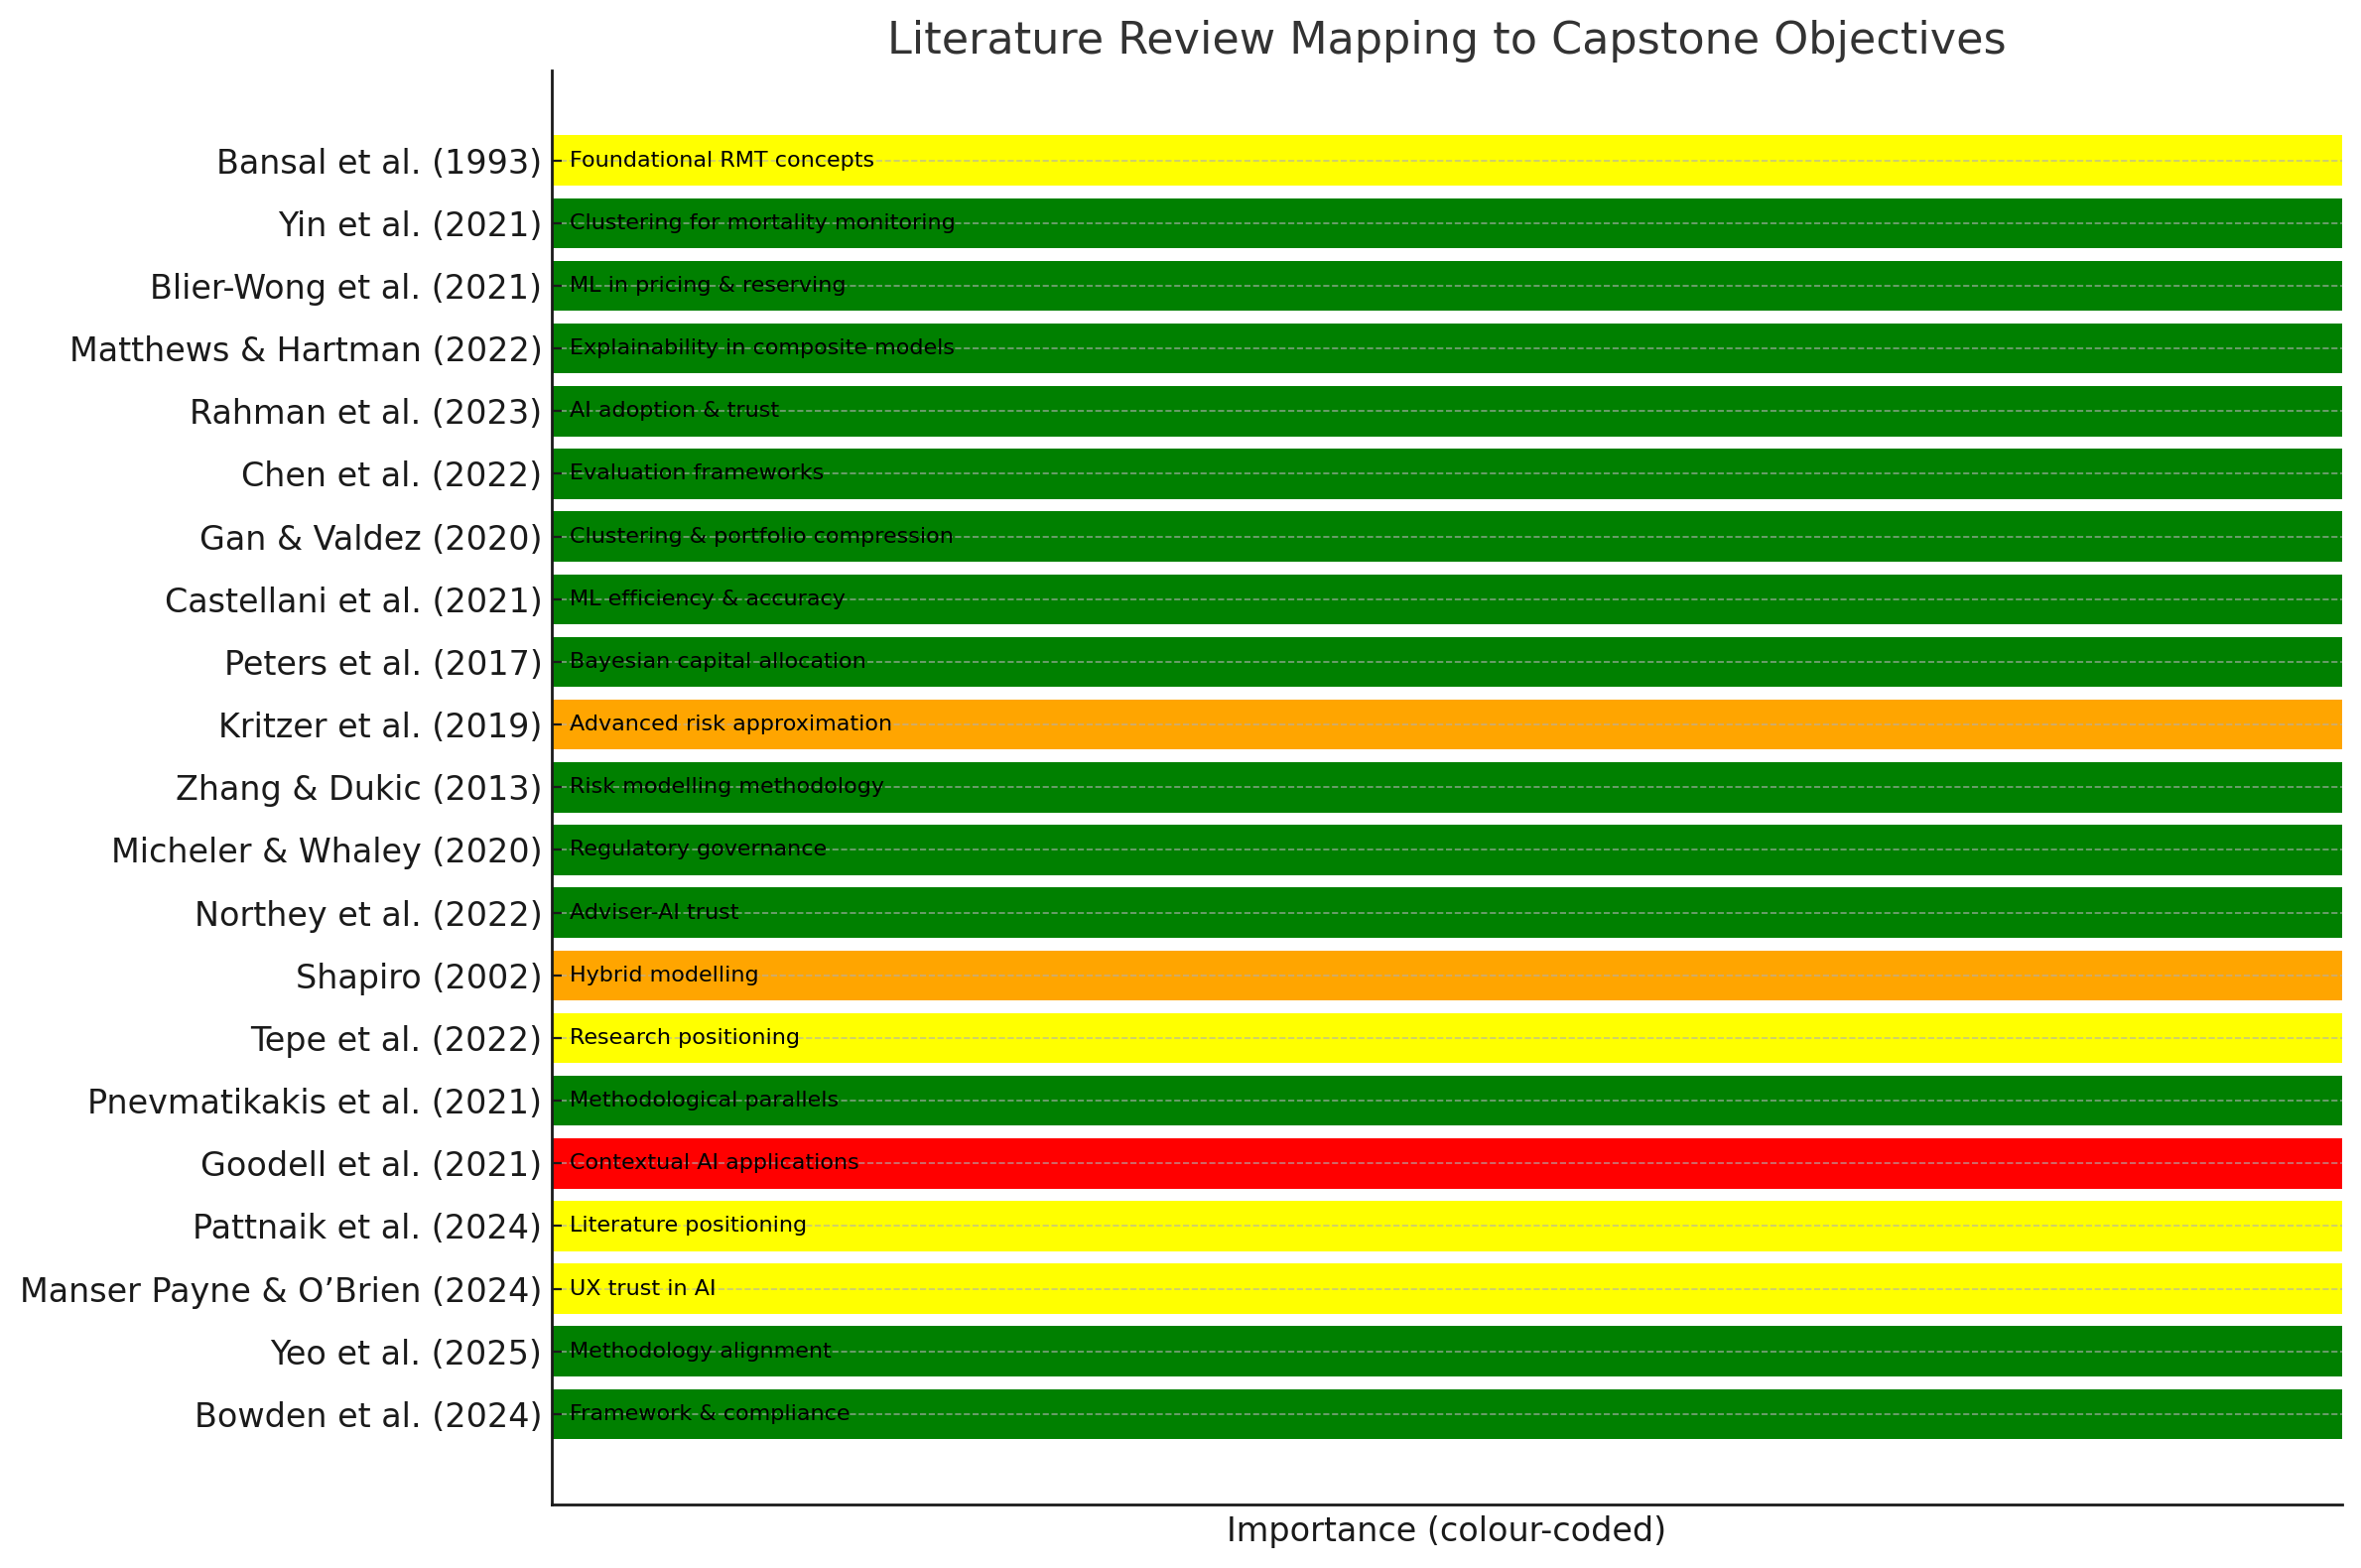 Literature Review Mapping to Capstone Objectives
Bansal et al. (1993) Foundational RMT concepts
Yin et al. (2021) Clustering for mortality monitoring
Blier-Wong et al. (2021) ML in pricing & reserving
Matthews & Hartman (2022) Explainability in composite models
Rahman et al. (2023) AI adoption & trust
Chen et al. (2022) Evaluation frameworks
Gan & Valdez (2020) Clustering & portfolio compression
Castellani et al. (2021) ML efficiency & accuracy
Peters et al. (2017) Bayesian capital allocation
Kritzer et al. (2019) Advanced risk approximation
Zhang & Dukic (2013) Risk modelling methodology
Micheler & Whaley (2020) Regulatory governance
Northey et al. (2022) Adviser-AI trust
Shapiro (2002) Hybrid modelling
Tepe et al. (2022) Research positioning
Pnevmatikakis et al. (2021) Methodological parallels
Goodell et al. (2021) Contextual AI applications
Pattnaik et al. (2024) Literature positioning
Manser Payne & O’Brien (2024) UX trust in AI
Yeo et al. (2025) Methodology alignment
Bowden et al. (2024) Framework & compliance
Importance (colour-coded)